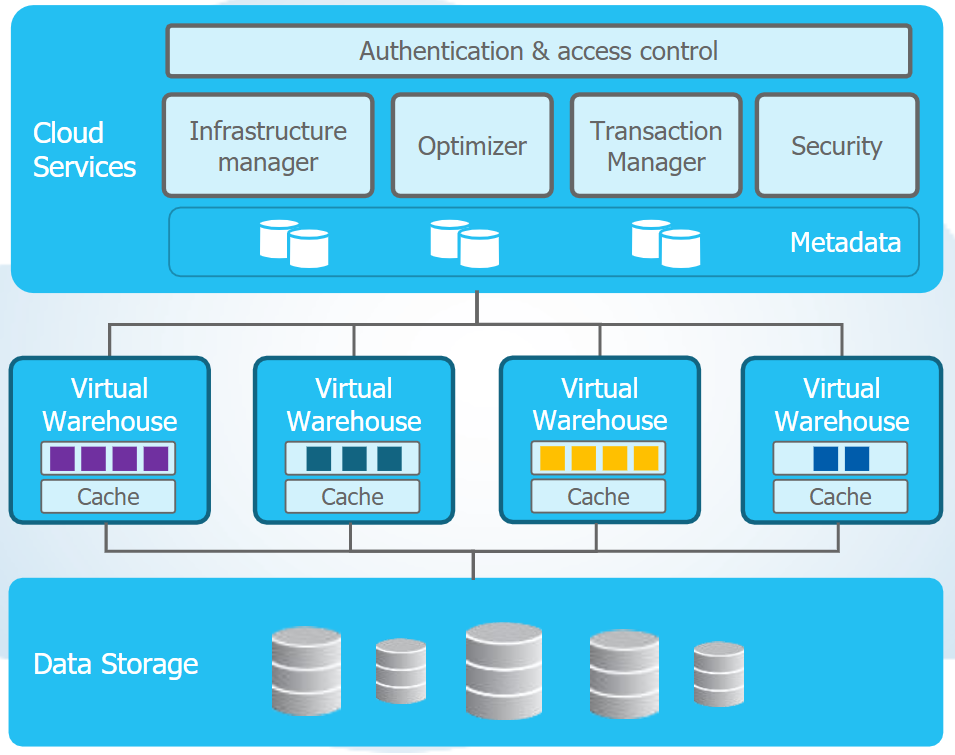 Authentication & access control
Cloud
Services
Infrastructure
manager
Optimizer
Transaction
Manager
Security
Metadata
Virtual
Warehouse
Cache
Virtual
Warehouse
Cache
Virtual
Warehouse
Cache
Virtual
Warehouse
Cache
Data Storage